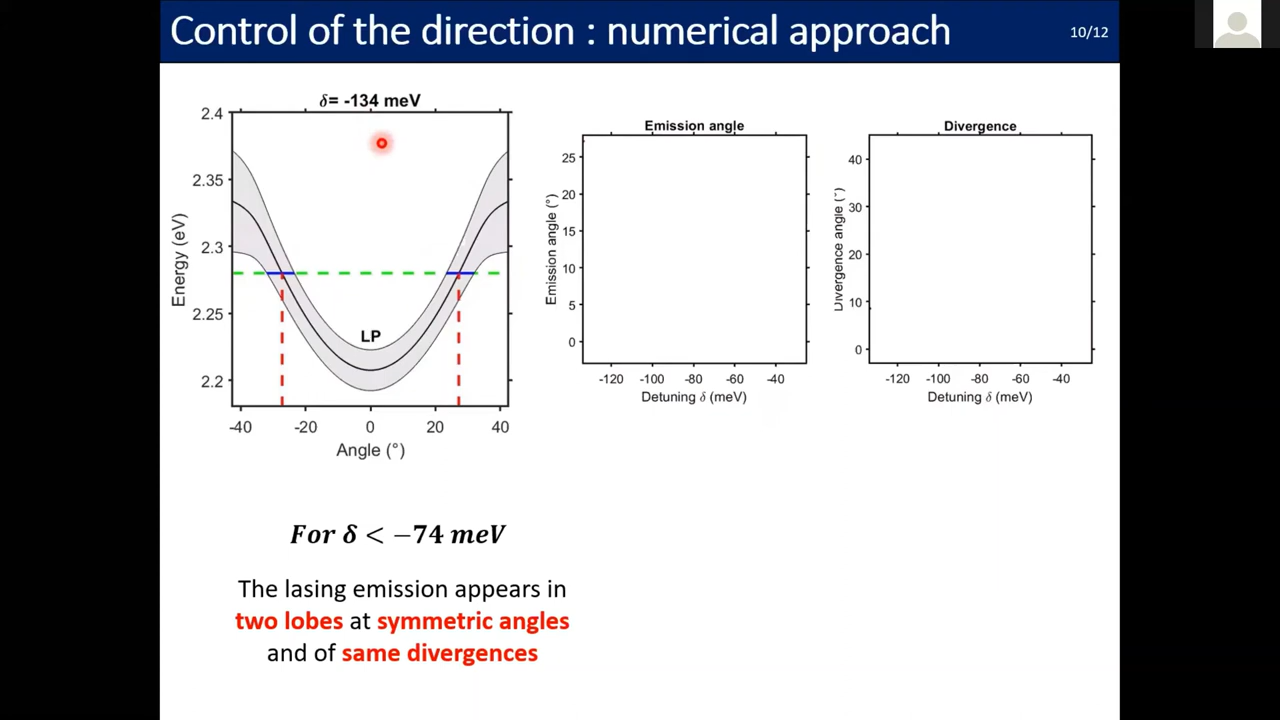 Control of the direction : numerical approach
10/12
δ= -134 meV
2.4
2.35
2.3
2.25
2.2
Energy (eV)
LP
-40 -20 0 20 40
Angle (°)
Emission angle
25
20
15
10
5
0
Emission angle (°)
-120 -100 -80 -60 -40
Detuning δ (meV)
Divergence
40
30
20
10
0
Divergence angle (°)
-120 -100 -80 -60 -40
Detuning δ (meV)
For δ < −74 meV
The lasing emission appears in
two lobes at symmetric angles
and of same divergences